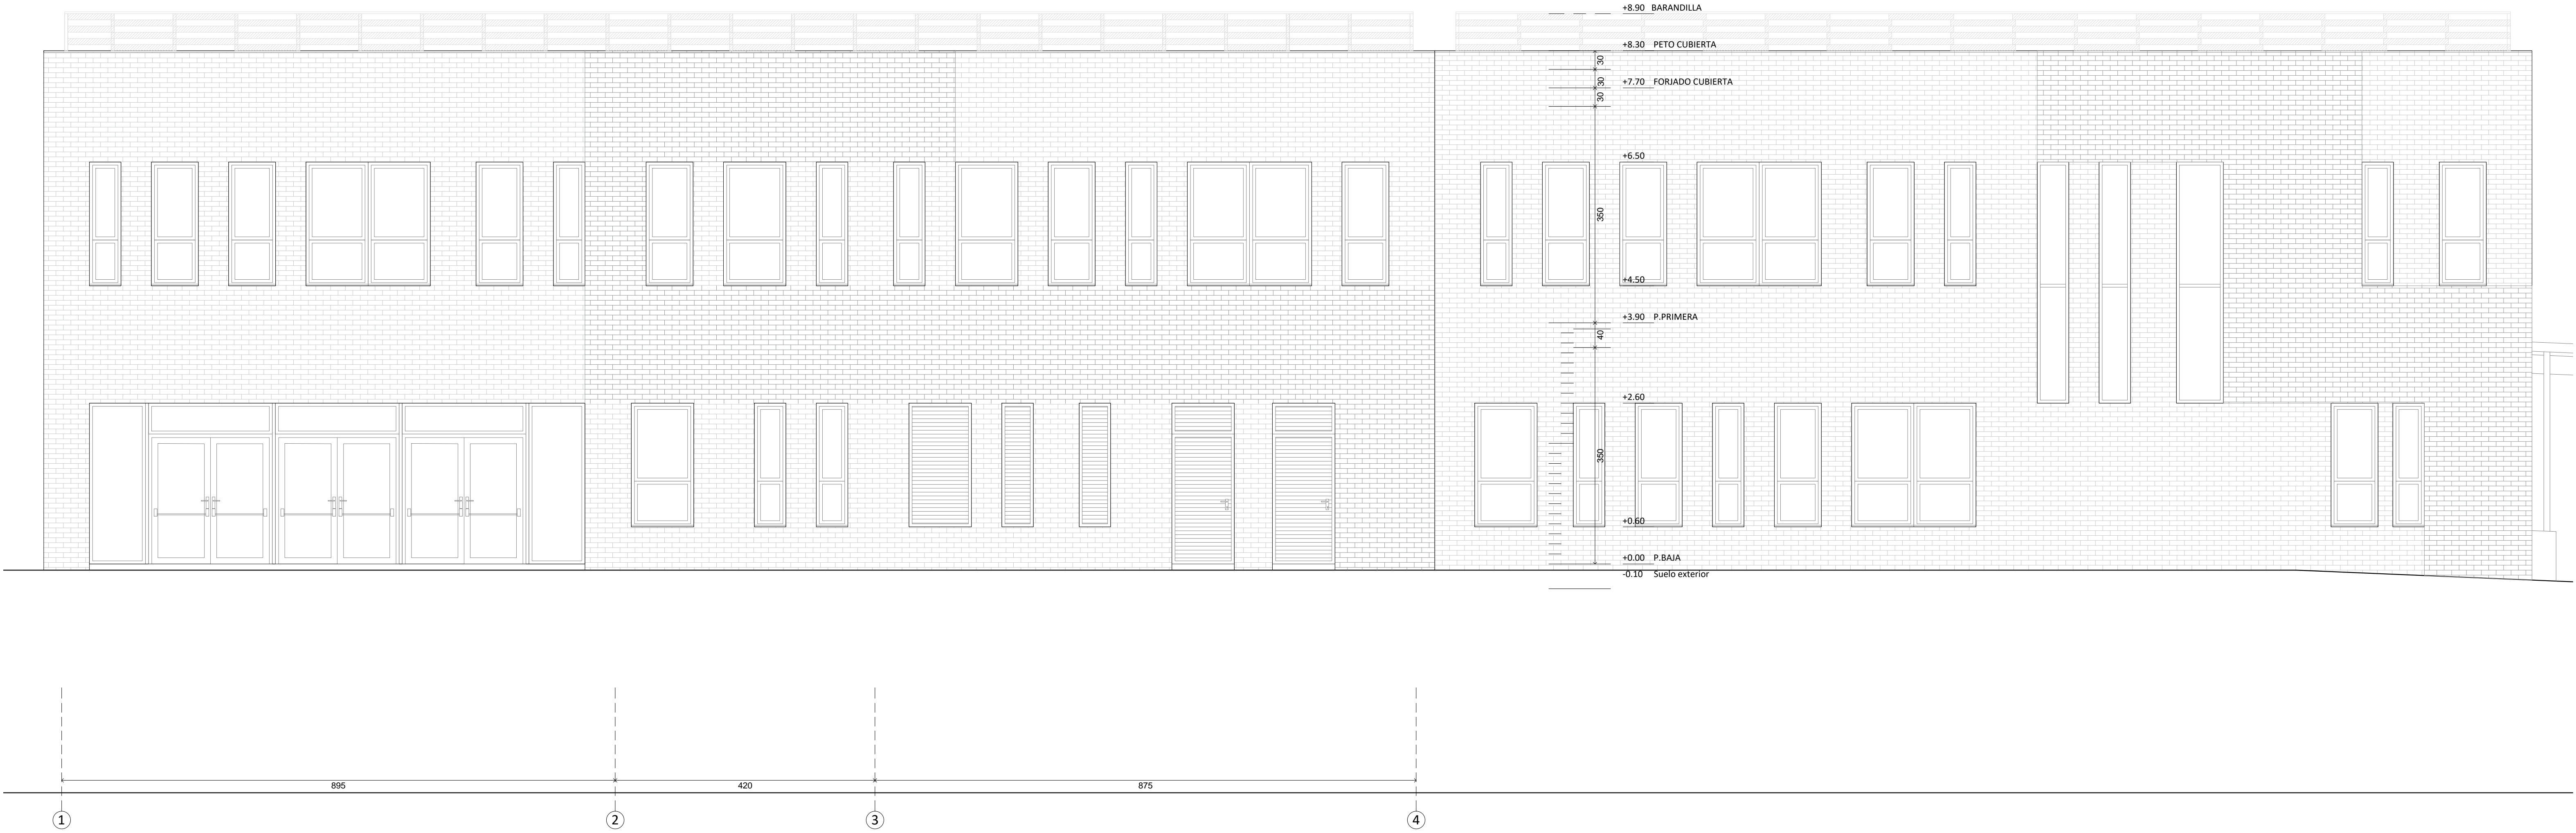 +8.90 BARANDILLA
+8.30 PETO CUBIERTA
30
+7.70 FORJADO CUBIERTA
30
30
+6.50
350
+4.50
+3.90 P.PRIMERA
40
+2.60
350
+0.60
+0.00 P.BAJA
-0.10 Suelo exterior
895
420
875
1
2
3
4